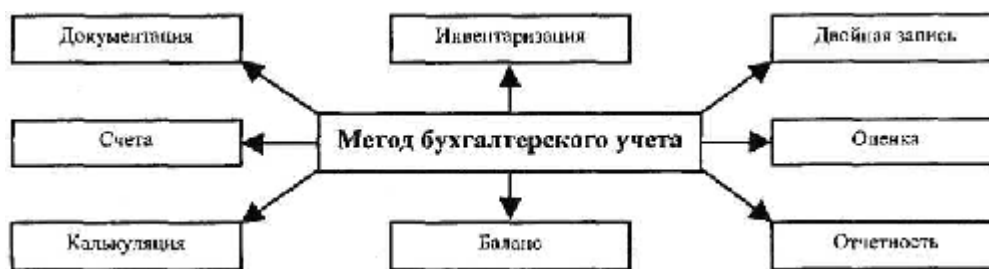 Документация
Инвентаризация
Двойная запись
Счета
Метод бухгалтерского учета
Оценка
Калькуляция
Баланс
Отчетность